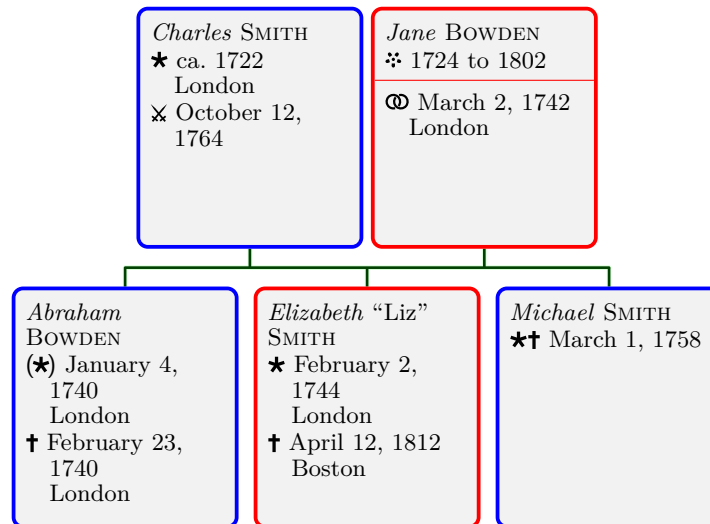 Charles SMITH
★ ca. 1722
London
⚔ October 12,
1764
Jane BOWDEN
⁘ 1724 to 1802
⚭ March 2, 1742
London
Abraham
BOWDEN
(★) January 4,
1740
London
† February 23,
1740
London
Elizabeth “Liz”
SMITH
★ February 2,
1744
London
† April 12, 1812
Boston
Michael SMITH
★† March 1, 1758